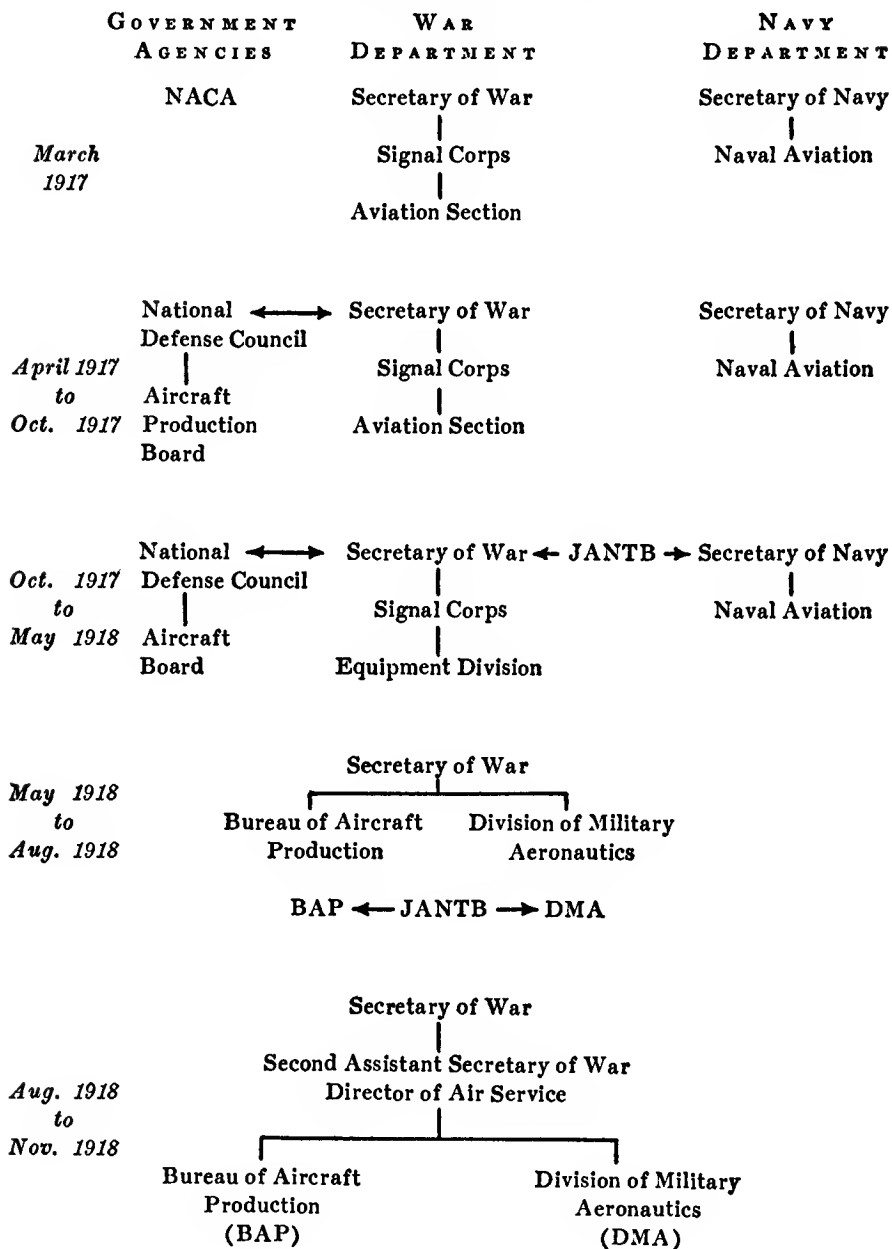 GOVERNMENT AGENCIES
WAR DEPARTMENT
NAVY DEPARTMENT
NACA
Secretary of War
Secretary of Navy
March
1917
Signal Corps
Naval Aviation
Aviation Section
National
Defense Council
Secretary of War
Secretary of Navy
April 1917
to
Oct. 1917
Signal Corps
Naval Aviation
Aircraft
Production
Board
Aviation Section
National
Defense Council
Secretary of War
JANTB
Secretary of Navy
Oct. 1917
to
May 1918
Signal Corps
Naval Aviation
Aircraft
Board
Equipment Division
Secretary of War
May 1918
to
Aug. 1918
Bureau of Aircraft
Production
Division of Military
Aeronautics
BAP JANTB DMA
Secretary of War
Second Assistant Secretary of War
Director of Air Service
Aug. 1918
to
Nov. 1918
Bureau of Aircraft
Production
(BAP)
Division of Military
Aeronautics
(DMA)